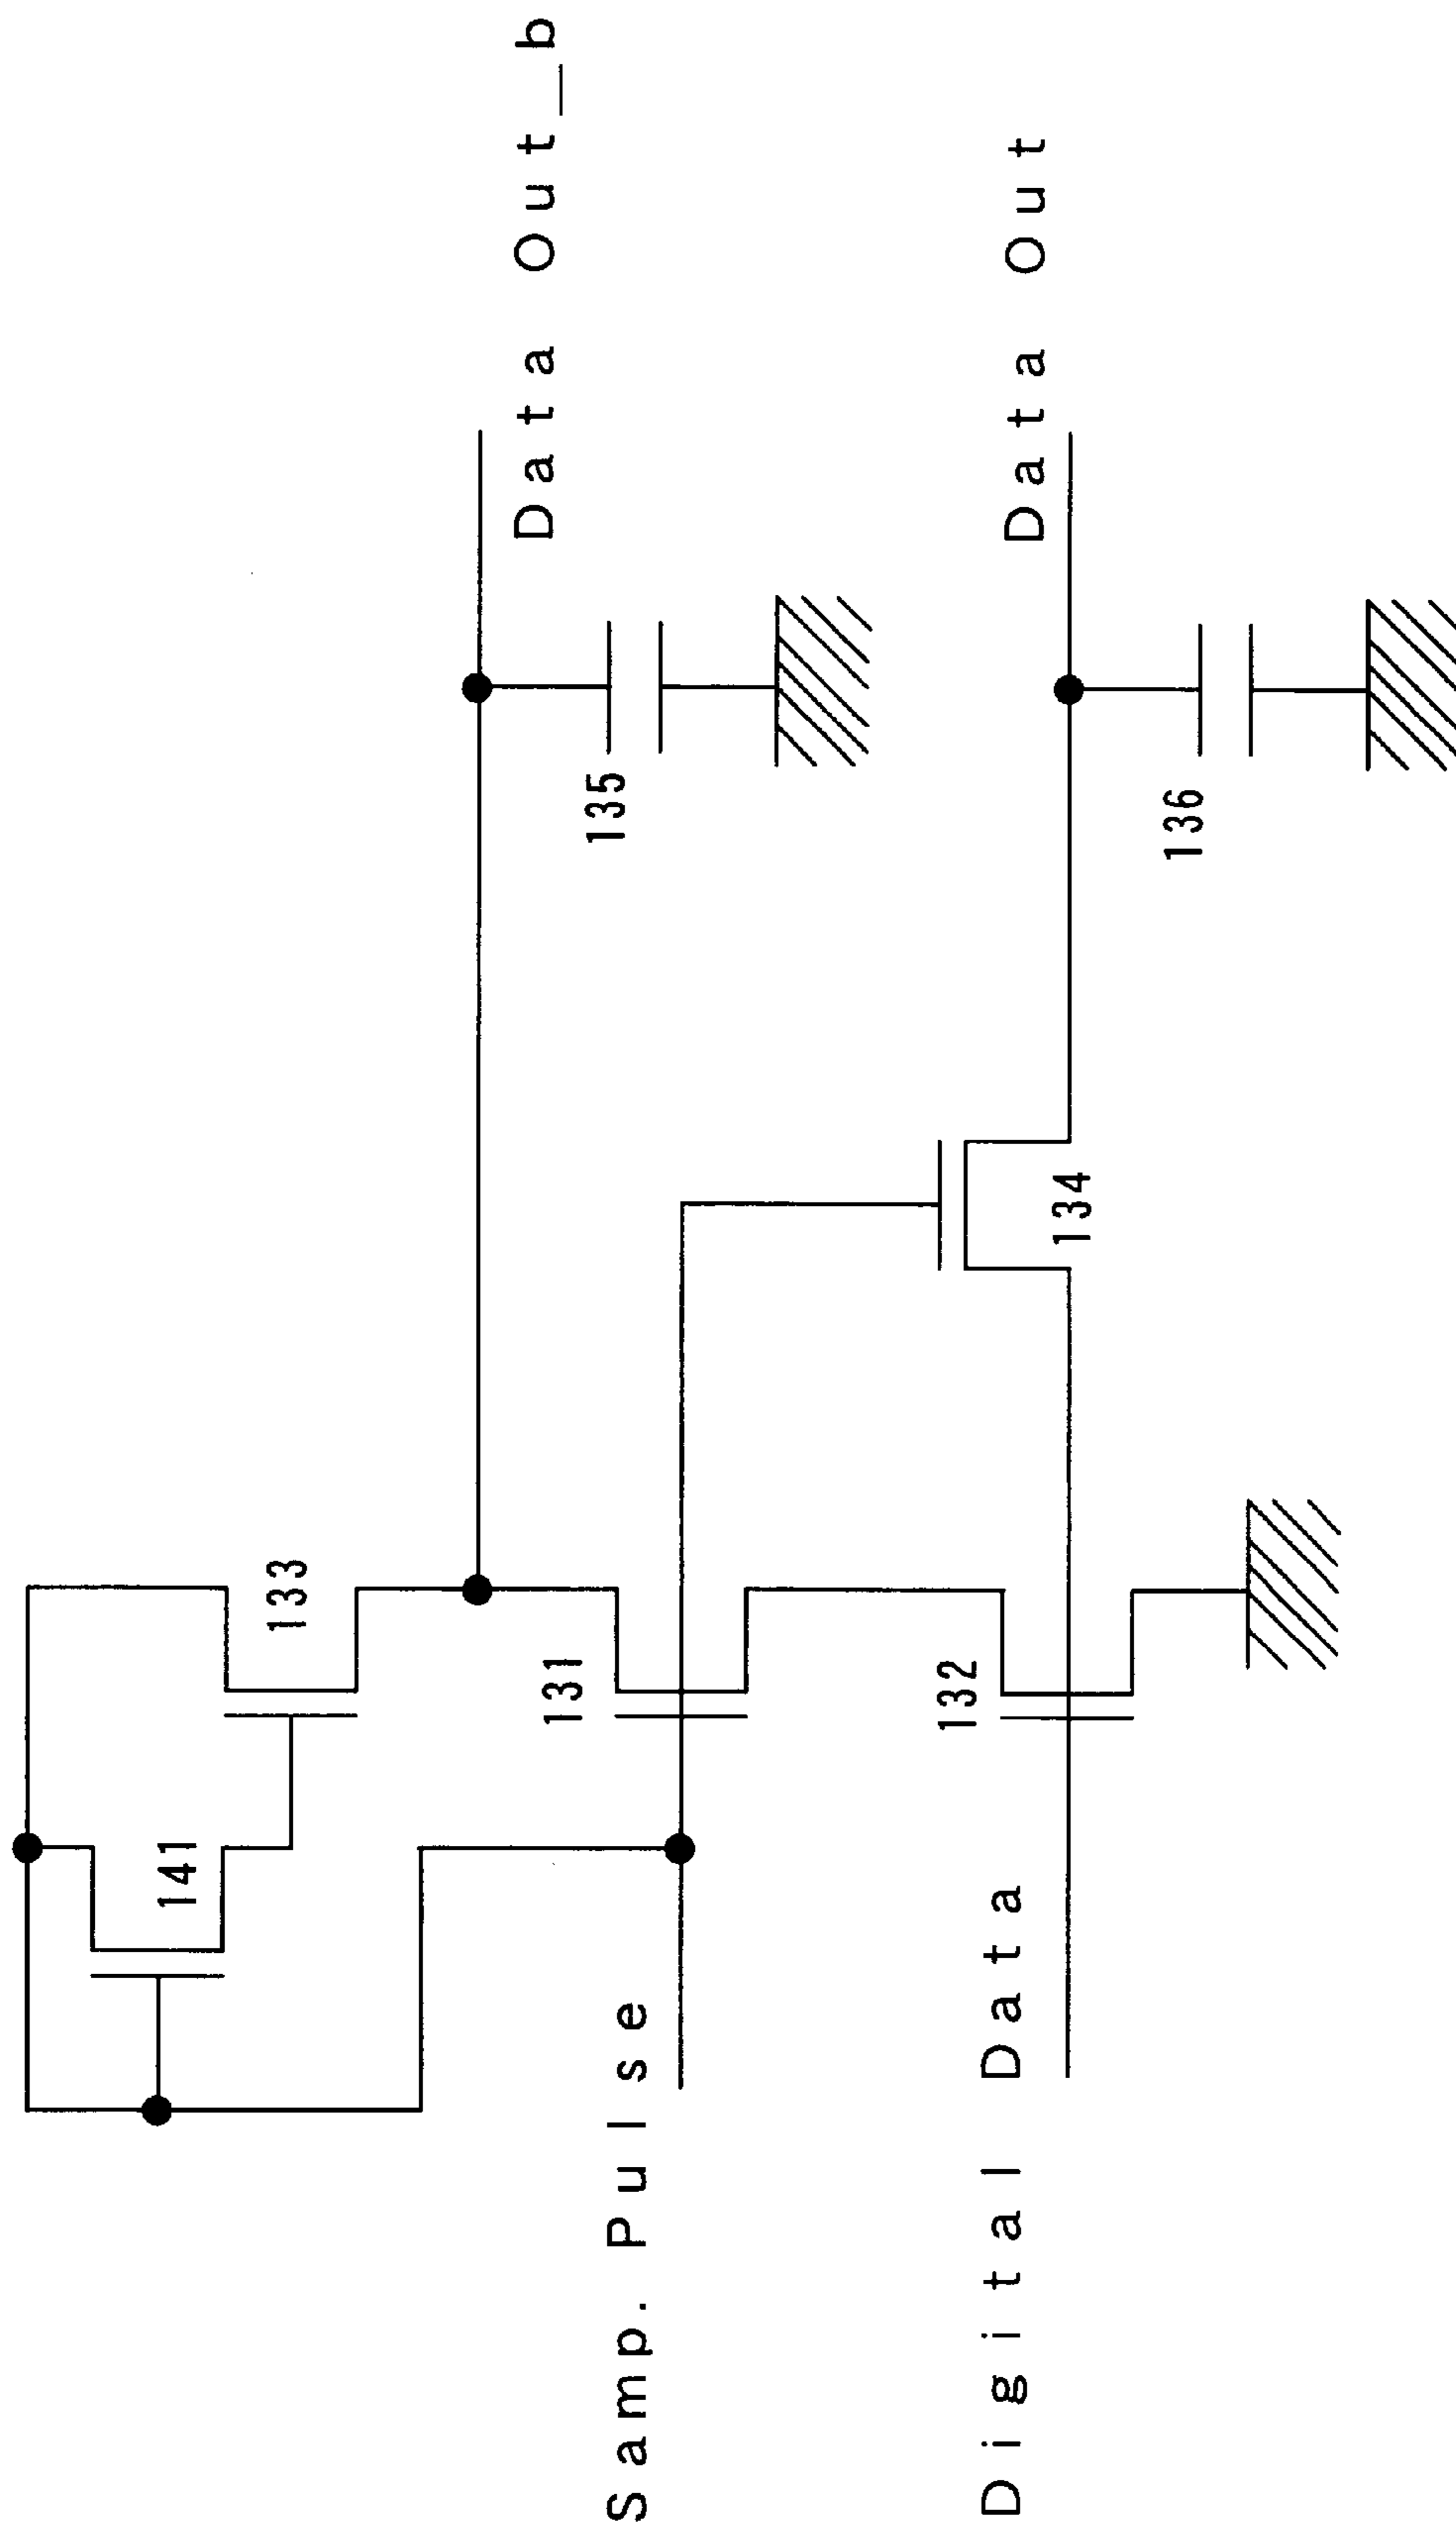 141
133
131
132
134
135
136
Samp. Pulse
Digital Data
Data Out_b
Data Out